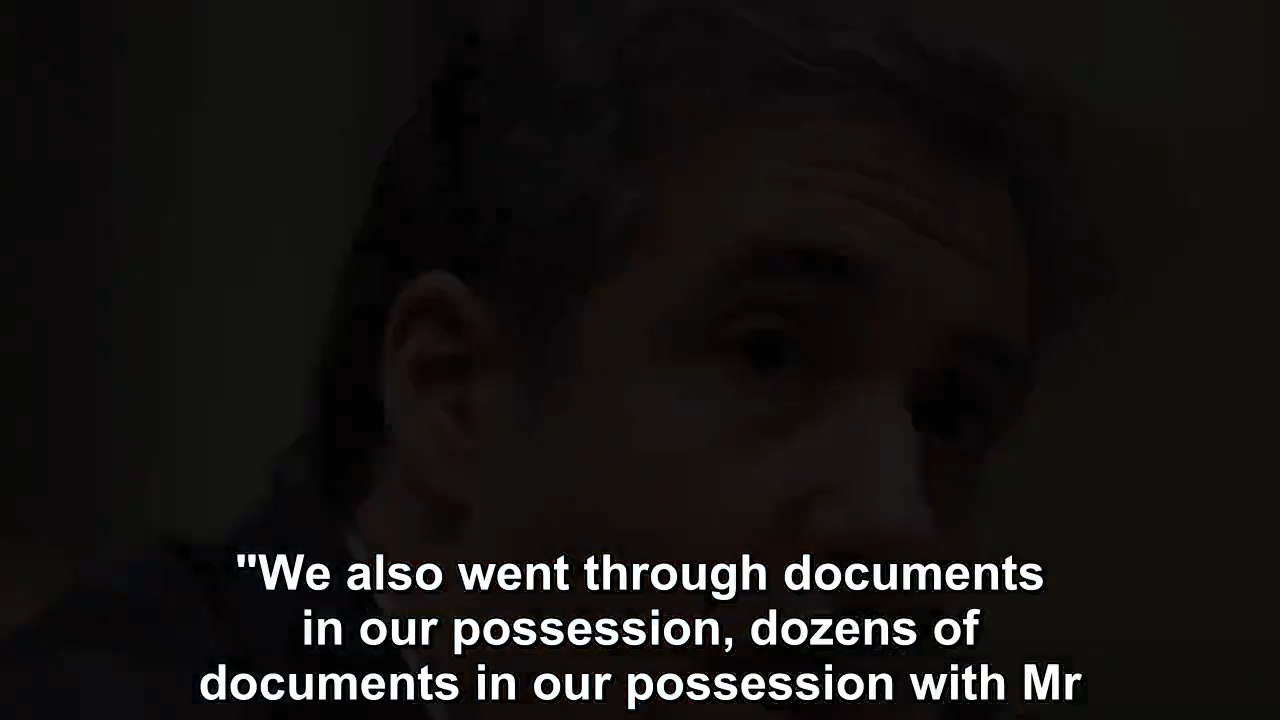 "We also went through documents
in our possession, dozens of
documents in our possession with Mr